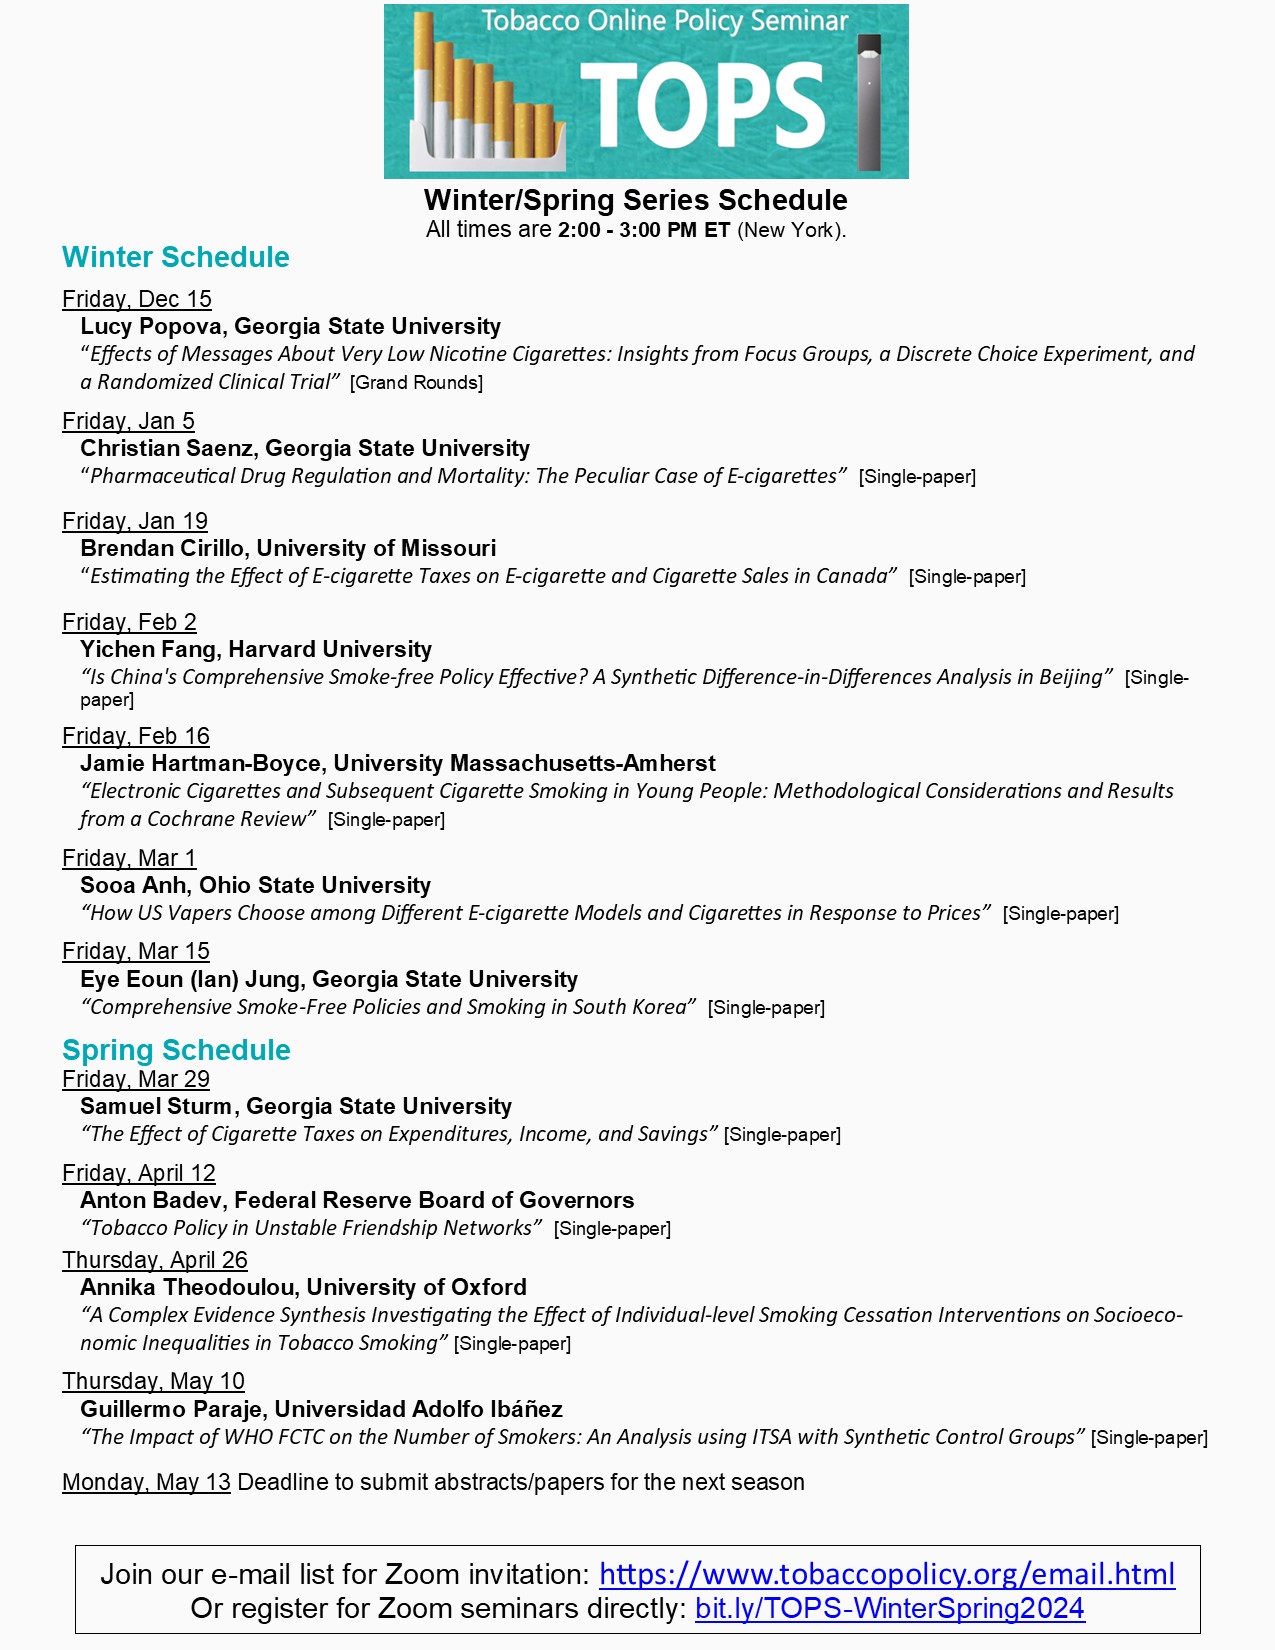 Tobacco Online Policy Seminar
TOPS
Winter/Spring Series Schedule
All times are 2:00 - 3:00 PM ET (New York).
Winter Schedule
Friday, Dec 15
Lucy Popova, Georgia State University
“Effects of Messages About Very Low Nicotine Cigarettes: Insights from Focus Groups, a Discrete Choice Experiment, and
a Randomized Clinical Trial” [Grand Rounds]
Friday, Jan 5
Christian Saenz, Georgia State University
“Pharmaceutical Drug Regulation and Mortality: The Peculiar Case of E-cigarettes” [Single-paper]
Friday, Jan 19
Brendan Cirillo, University of Missouri
“Estimating the Effect of E-cigarette Taxes on E-cigarette and Cigarette Sales in Canada” [Single-paper]
Friday, Feb 2
Yichen Fang, Harvard University
“Is China's Comprehensive Smoke-free Policy Effective? A Synthetic Difference-in-Differences Analysis in Beijing” [Single-
paper]
Friday, Feb 16
Jamie Hartman-Boyce, University Massachusetts-Amherst
“Electronic Cigarettes and Subsequent Cigarette Smoking in Young People: Methodological Considerations and Results
from a Cochrane Review” [Single-paper]
Friday, Mar 1
Sooa Anh, Ohio State University
“How US Vapers Choose among Different E-cigarette Models and Cigarettes in Response to Prices” [Single-paper]
Friday, Mar 15
Eye Eoun (Ian) Jung, Georgia State University
“Comprehensive Smoke-Free Policies and Smoking in South Korea” [Single-paper]
Spring Schedule
Friday, Mar 29
Samuel Sturm, Georgia State University
“The Effect of Cigarette Taxes on Expenditures, Income, and Savings” [Single-paper]
Friday, April 12
Anton Badev, Federal Reserve Board of Governors
“Tobacco Policy in Unstable Friendship Networks” [Single-paper]
Thursday, April 26
Annika Theodoulou, University of Oxford
“A Complex Evidence Synthesis Investigating the Effect of Individual-level Smoking Cessation Interventions on Socioeco-
nomic Inequalities in Tobacco Smoking” [Single-paper]
Thursday, May 10
Guillermo Paraje, Universidad Adolfo Ibáñez
“The Impact of WHO FCTC on the Number of Smokers: An Analysis using ITSA with Synthetic Control Groups” [Single-paper]
Monday, May 13 Deadline to submit abstracts/papers for the next season
Join our e-mail list for Zoom invitation: https://www.tobaccopolicy.org/email.html
Or register for Zoom seminars directly: bit.ly/TOPS-WinterSpring2024